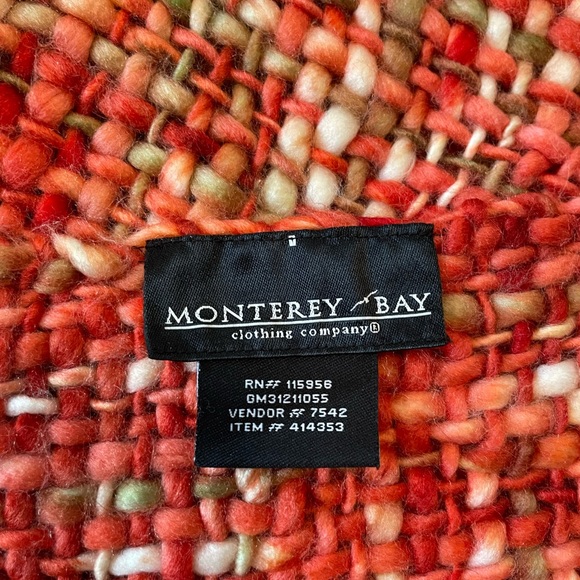 MONTEREY BAY
clothing company®
RN# 115956
GM31211055
VENDOR # 7542
ITEM # 414353